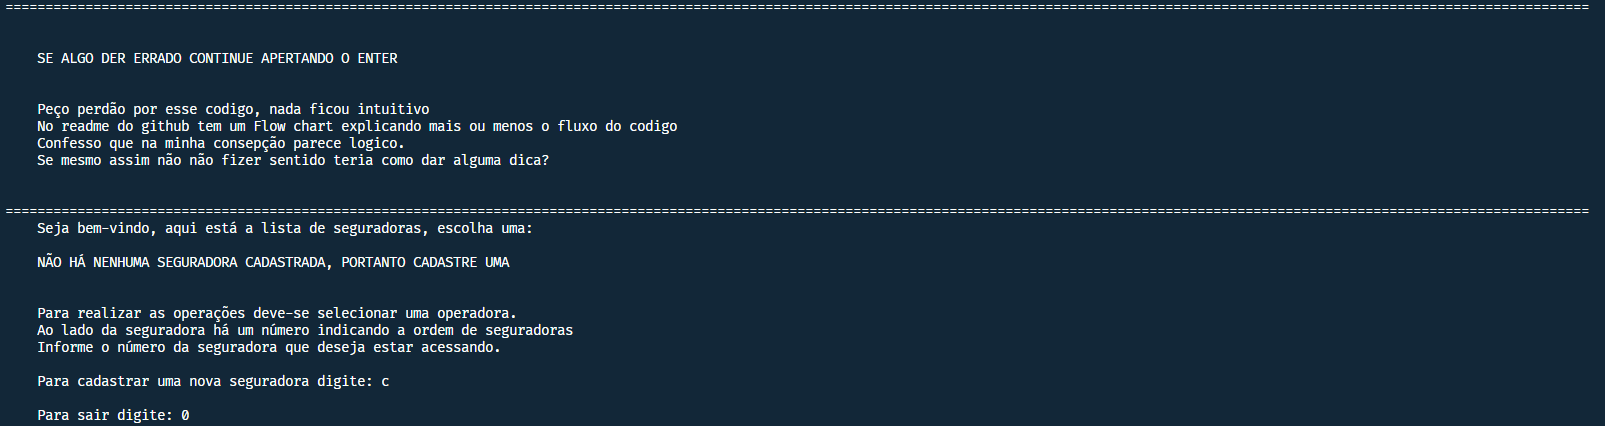 SE ALGO DER ERRADO CONTINUE APERTANDO O ENTER
Peço perdão por esse codigo, nada ficou intuitivo
No readme do github tem um Flow chart explicando mais ou menos o fluxo do codigo
Confesso que na minha consepção parece logico.
Se mesmo assim não não fizer sentido teria como dar alguma dica?
Seja bem-vindo, aqui está a lista de seguradoras, escolha uma:
NÃO HÁ NENHUMA SEGURADORA CADASTRADA, PORTANTO CADASTRE UMA
Para realizar as operações deve-se selecionar uma operadora.
Ao lado da seguradora há um número indicando a ordem de seguradoras
Informe o número da seguradora que deseja estar acessando.
Para cadastrar uma nova seguradora digite: c
Para sair digite: 0